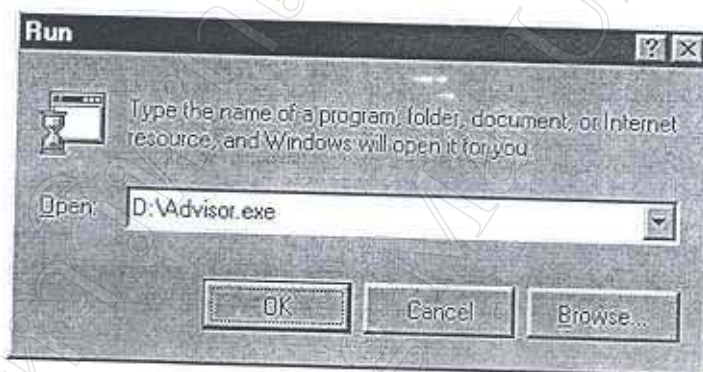 Run
Type the name of a program, folder, document, or Internet
resource, and Windows will open it for you.
Open: D:\Advisor.exe
OK Cancel Browse...